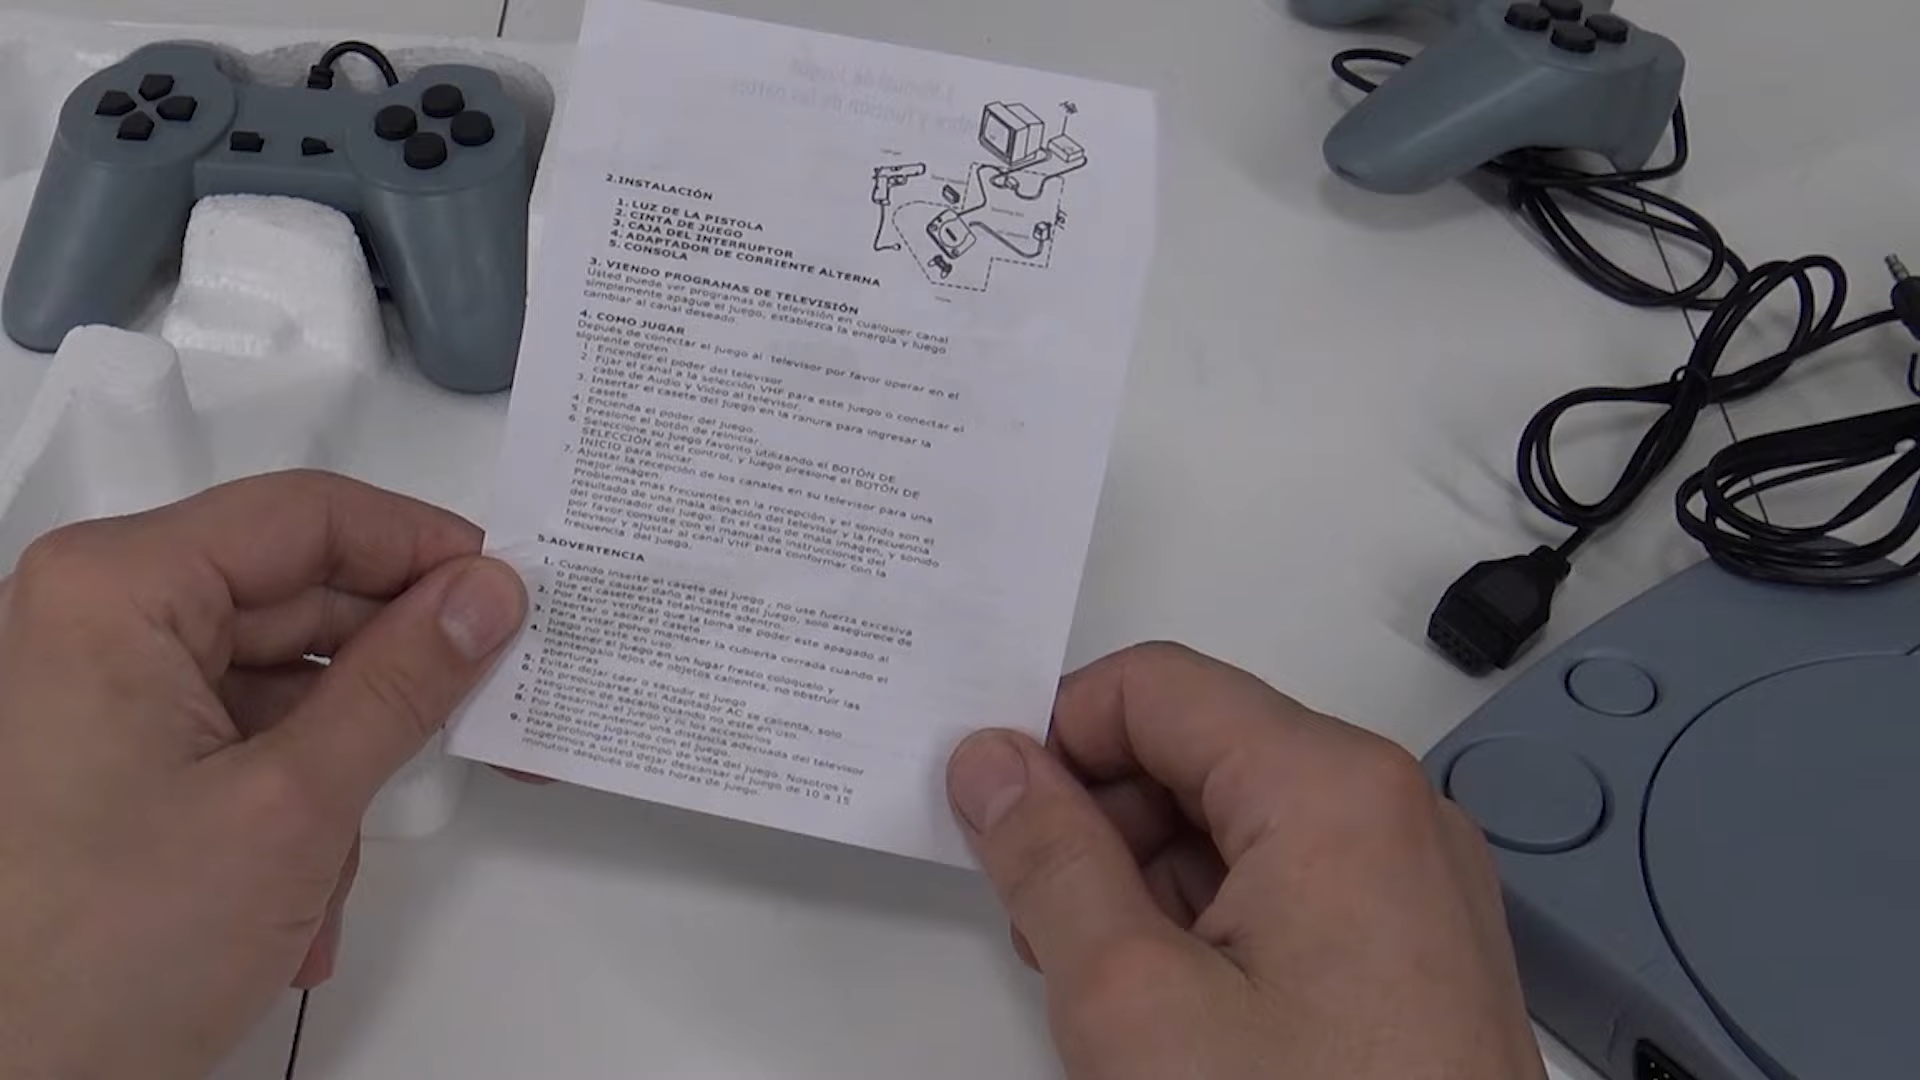 2.INSTALACIÓN
1. LUZ DE LA PISTOLA
2. CINTA DE JUEGO
3. CAJA DEL INTERRUPTOR
4. ADAPTADOR DE CORRIENTE ALTERNA
5. CONSOLA
3. VIENDO PROGRAMAS DE TELEVISIÓN
Usted puede ver programas de televisión en cualquier canal
simplemente apague el juego, establezca la energía y luego
cambiar al canal deseado.
4. COMO JUGAR
Depués de conectar el juego al televisor por favor operar en el
siguiente orden
1. Encender el poder del televisor
2. Fijar el canal a la selección VHF para este juego o conectar el
cable de Audio y Video al televisor.
3. Insertar el casete del juego en la ranura para ingresar la
casete
4. Encienda el poder del juego.
5. Presione el botón de reiniciar.
6. Seleccione su juego favorito utilizando el BOTÓN DE
SELECCIÓN en el control, y luego presione el BOTÓN DE
INICIO para iniciar.
7. Ajustar la recepción de los canales en su televisor para una
mejor imagen.
Problemas mas frecuentes en la recepción y el sonido son el
resultado de una mala alinación del televisor y la frecuencia
del ordenador del juego. En el caso de mala imagen, y sonido
por favor consulte con el manual de instrucciones del
televisor y ajustar al canal VHF para conformar con la
frecuencia del juego.
5.ADVERTENCIA
1. Cuando inserte el casete del juego , no use fuerza excesiva
o puede causar daño al casete del juego, solo asegurece de
que el casete está totalmente adentro.
2. Por favor verificar que la toma de poder este apagado al
insertar o sacar el casete
3. Para avitar polvo mantener la cubierta cerrada cuando el
juego no este en uso.
4. Mantener el juego en un lugar fresco coloquelo y
mantengalo lejos de objetos calientes, no obstruir las
aberturas
5. Evitar dejar caer o sacudir el juego
6. No preocuparse si el Adaptador AC se calienta, solo
asegurece de sacarlo cuando no este en uso.
7. No desarmar el juego y ni los accesorios
8. Por favor mantener una distancia adecuada del televisor
cuando este jugando con el juego.
9. Para prolongar el tiempo de vida del juego. Nosotros le
sugerimos a usted dejar descansar el juego de 10 a 15
minutos después de dos horas de juego.